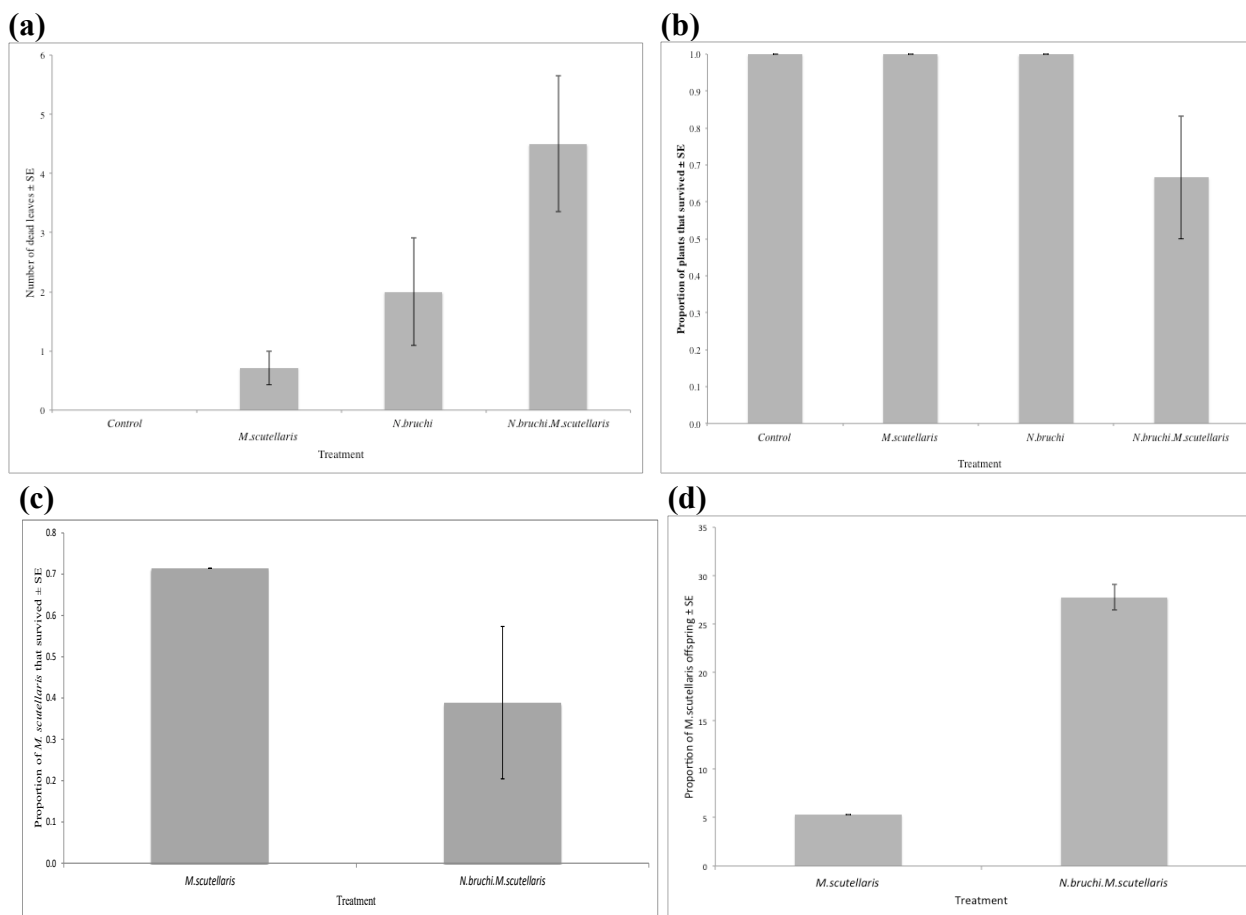 (a)
Number of dead leaves ± SE
6
5
4
3
2
1
0
Control
M.scutellaris
N.bruchi
N.bruchi.M.scutellaris
Treatment
(b)
Proportion of plants that survived ± SE
1.0
0.9
0.8
0.7
0.6
0.5
0.4
0.3
0.2
0.1
0.0
Control
M.scutellaris
N.bruchi
N.bruchi.M.scutellaris
Treatment
(c)
Proportion of M. scutellaris that survived ± SE
0.8
0.7
0.6
0.5
0.4
0.3
0.2
0.1
0.0
M.scutellaris
N.bruchi.M.scutellaris
Treatment
(d)
Proportion of M.scutellaris offspring ± SE
35
30
25
20
15
10
5
0
M.scutellaris
N.bruchi.M.scutellaris
Treatment